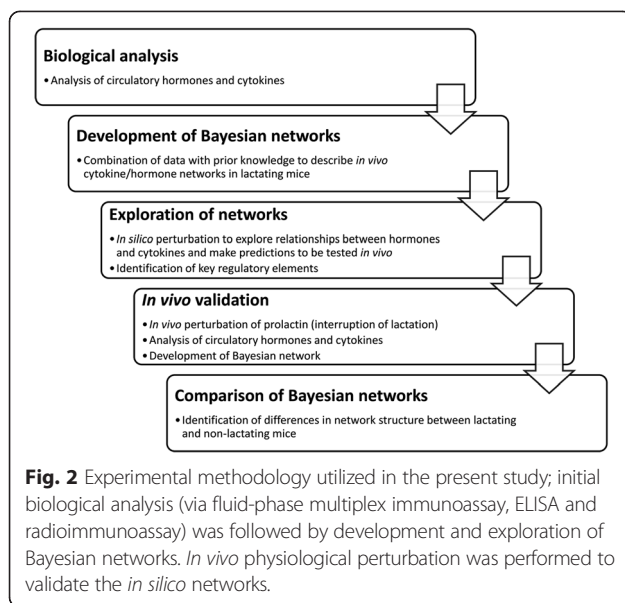 Biological analysis
• Analysis of circulatory hormones and cytokines
Development of Bayesian networks
• Combination of data with prior knowledge to describe in vivo
cytokine/hormone networks in lactating mice
Exploration of networks
• In silico perturbation to explore relationships between hormones
and cytokines and make predictions to be tested in vivo
• Identification of key regulatory elements
In vivo validation
• In vivo perturbation of prolactin (interruption of lactation)
• Analysis of circulatory hormones and cytokines
• Development of Bayesian network
Comparison of Bayesian networks
• Identification of differences in network structure between lactating
and non-lactating mice
Fig. 2 Experimental methodology utilized in the present study; initial
biological analysis (via fluid-phase multiplex immunoassay, ELISA and
radioimmunoassay) was followed by development and exploration of
Bayesian networks. In vivo physiological perturbation was performed to
validate the in silico networks.